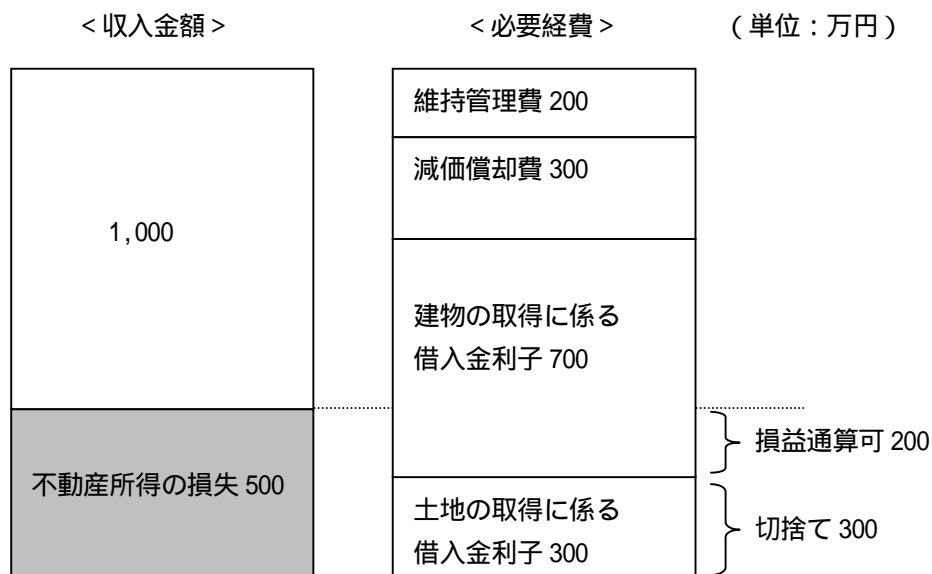 <収入金額>
<必要経費>
(単位:万円)
維持管理費 200
減価償却費 300
1,000
建物の取得に係る
借入金利子 700
損益通算可 200
不動産所得の損失 500
土地の取得に係る
借入金利子 300
切捨て 300